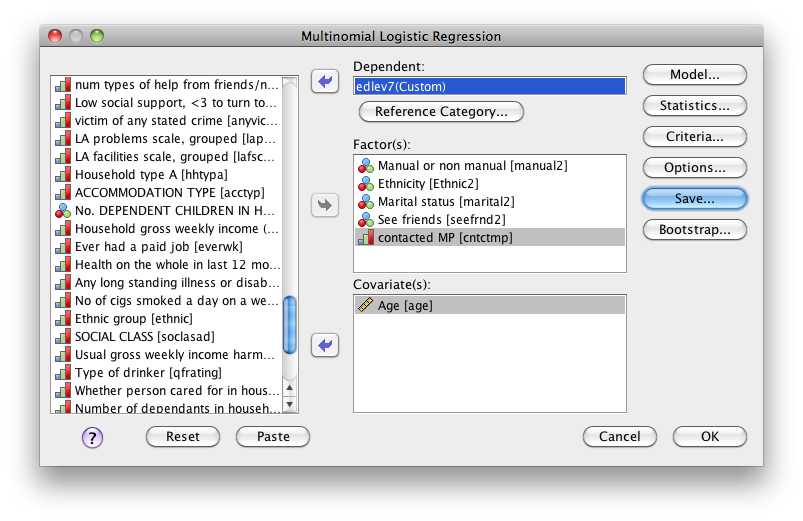 Multinomial Logistic Regression
num types of help from friends/n...
Low social support, <3 to turn to...
victim of any stated crime [anyvic...
LA problems scale, grouped [lap...
LA facilities scale, grouped [lafsc...
Household type A [hhtypa]
ACCOMMODATION TYPE [acctyp]
No. DEPENDENT CHILDREN IN H...
Household gross weekly income (...
Ever had a paid job [everwk]
Health on the whole in last 12 mo...
Any long standing illness or disab...
No of cigs smoked a day on a we...
Ethnic group [ethnic]
SOCIAL CLASS [soclasad]
Usual gross weekly income harm...
Type of drinker [qfrating]
Whether person cared for in hous...
Number of dependants in househ...
Dependent:
edlev7(Custom)
Reference Category...
Factor(s):
Manual or non manual [manual2]
Ethnicity [Ethnic2]
Marital status [marital2]
See friends [seefrnd2]
contacted MP [cntctmp]
Covariate(s):
Age [age]
Model...
Statistics...
Criteria...
Options...
Save...
Bootstrap...
?
Reset
Paste
Cancel
OK